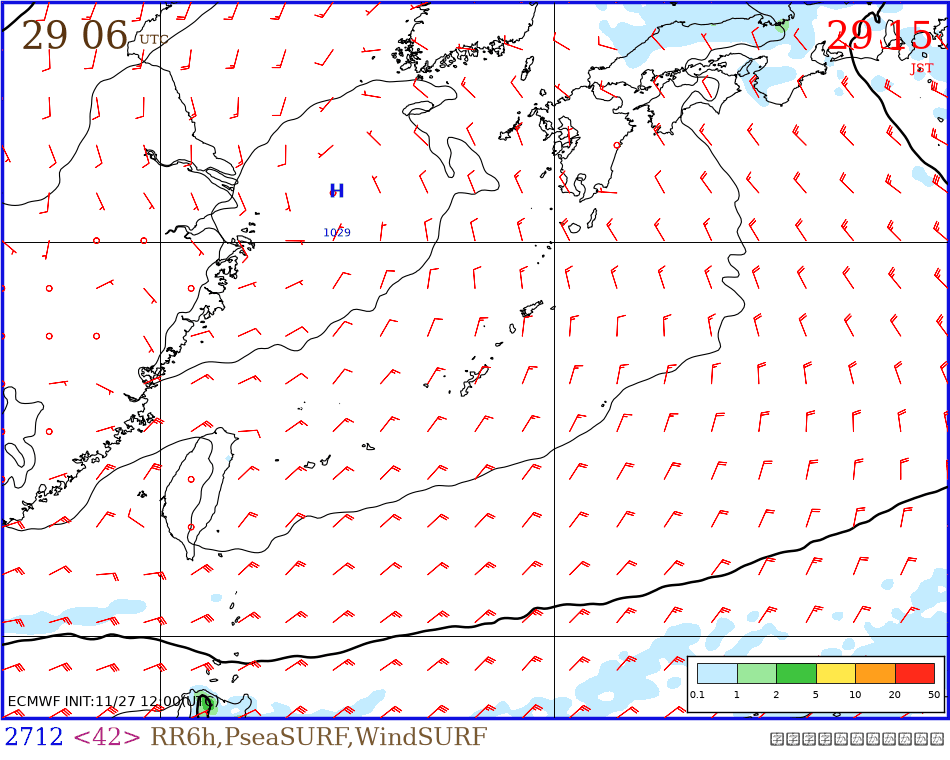 29 06 UTC
29 15
JST
H
1029
0.1 1 2 5 10 20 50
ECMWF INIT:11/27 12:00(UTC)
2712 <42> RR6h,PseaSURF,WindSURF